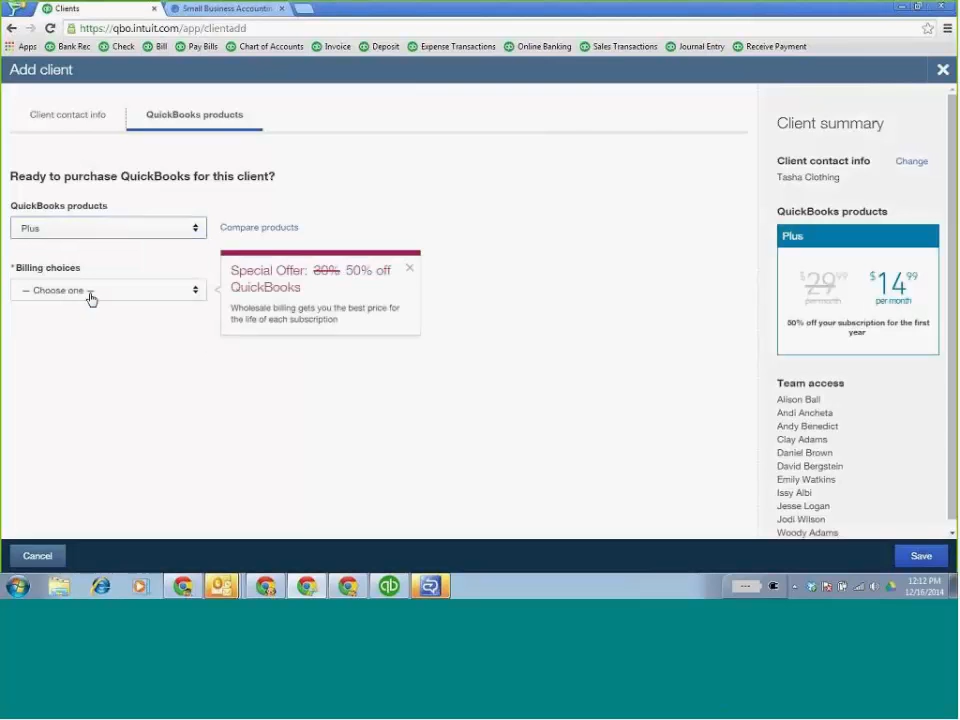 Clients
Small Business Accountin
https://qbo.intuit.com/app/clientadd
Apps Bank Rec Check Bill Pay Bills Chart of Accounts Invoice Deposit Expense Transactions Online Banking Sales Transactions Journal Entry Receive Payment
Add client
Client contact info
QuickBooks products
Ready to purchase QuickBooks for this client?
QuickBooks products
Plus
Compare products
*Billing choices
— Choose one —
Special Offer: 30% 50% off
QuickBooks
Wholesale billing gets you the best price for
the life of each subscription
Client summary
Client contact info Change
Tasha Clothing
QuickBooks products
Plus
$29.99 $14.99
per month per month
50% off your subscription for the first
year
Team access
Alison Ball
Andi Ancheta
Andy Benedict
Clay Adams
Daniel Brown
David Bergstein
Emily Watkins
Issy Albi
Jesse Logan
Jodi Wilson
Woody Adams
Cancel
Save
12:12 PM
12/16/2014